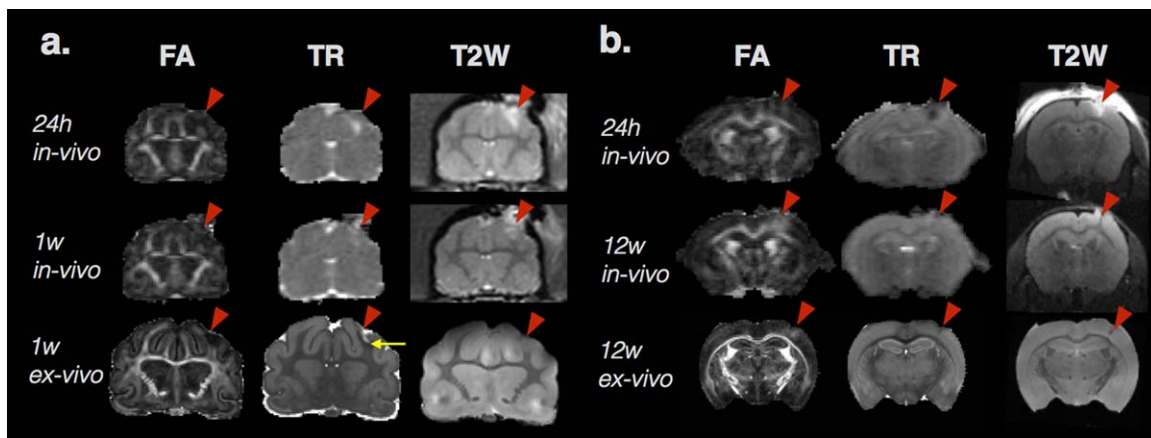 a.
FA TR T2W
24h
in-vivo
1w
in-vivo
1w
ex-vivo
b.
FA TR T2W
24h
in-vivo
12w
in-vivo
12w
ex-vivo